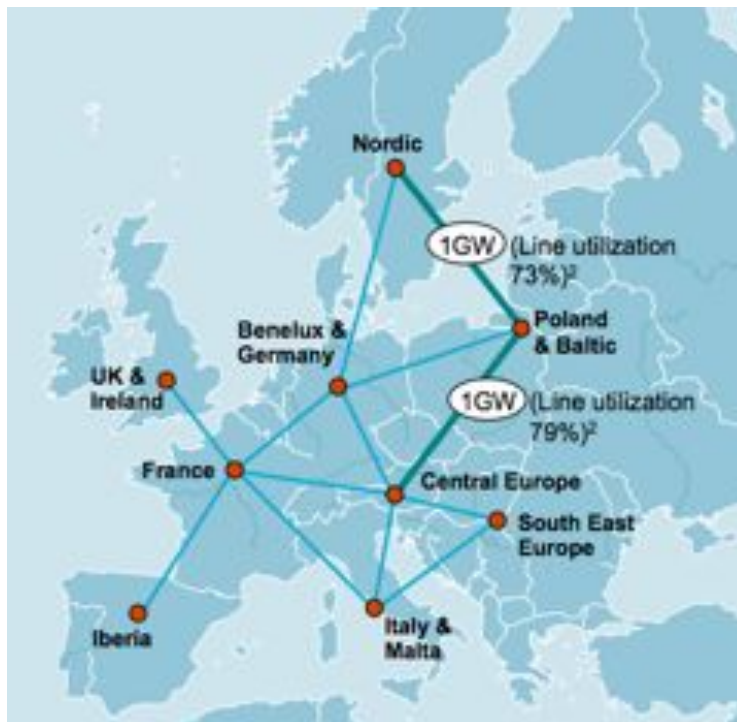 Nordic
1GW (Line utilization
73%)²
Benelux &
Germany
Poland
& Baltic
UK &
Ireland
1GW (Line utilization
79%)²
France
Central Europe
South East
Europe
Iberia
Italy &
Malta